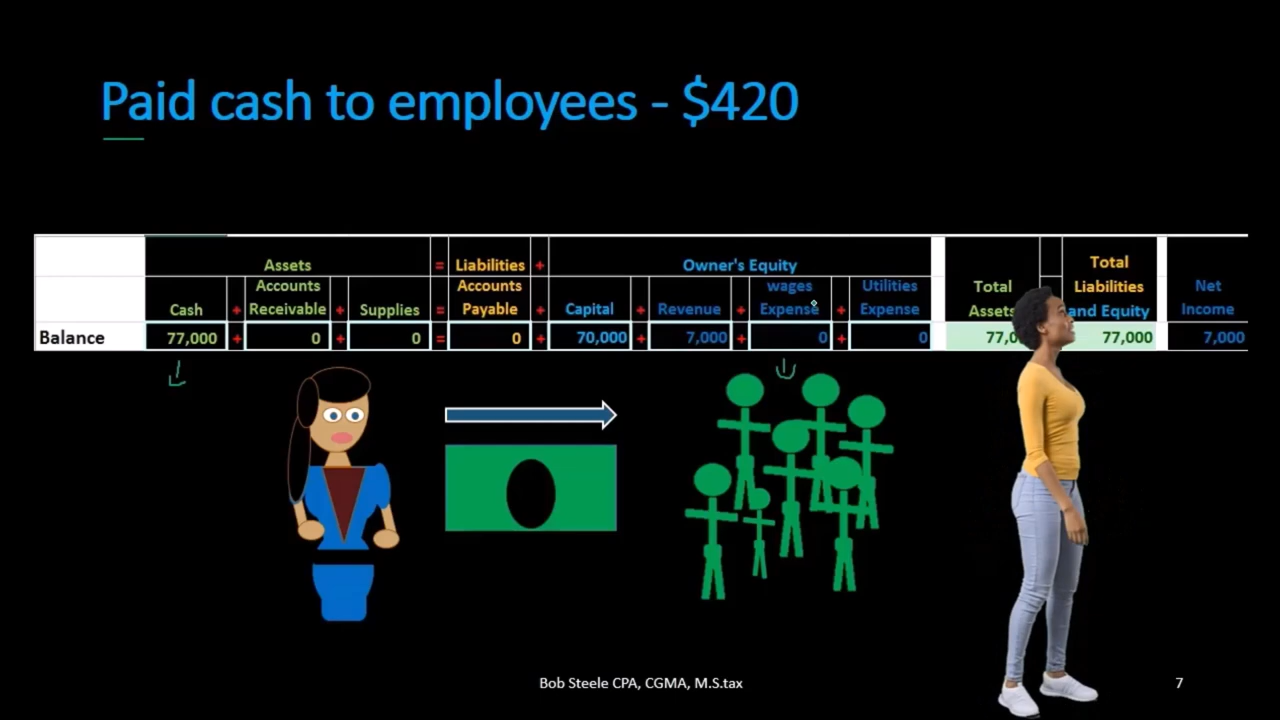 Paid cash to employees - $420
Assets = Liabilities + Owner's Equity Total
Accounts Accounts wages Utilities Total Liabilities Net
Cash + Receivable + Supplies = Payable + Capital + Revenue + Expense + Expense Assets and Equity Income
Balance 77,000 + 0 + 0 = 0 + 70,000 + 7,000 + 0 + 0 77,0 77,000 7,000
Bob Steele CPA, CGMA, M.S.tax
7